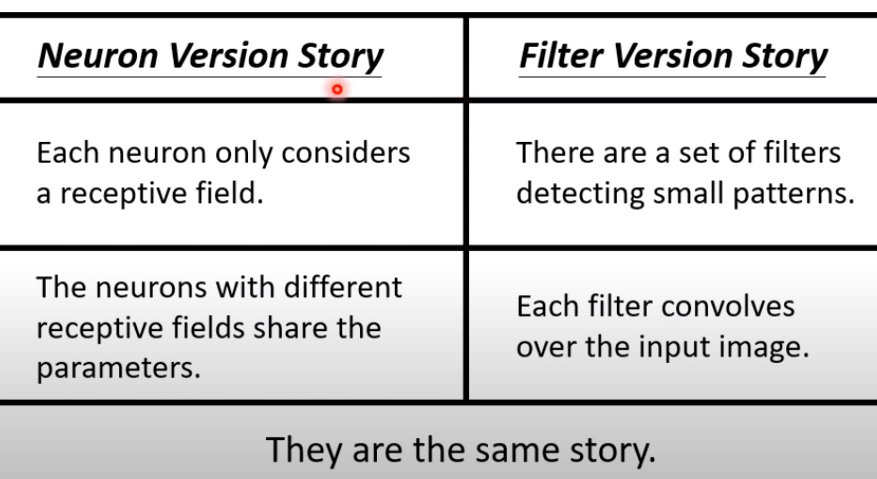 Neuron Version Story
Filter Version Story
Each neuron only considers
a receptive field.
There are a set of filters
detecting small patterns.
The neurons with different
receptive fields share the
parameters.
Each filter convolves
over the input image.
They are the same story.